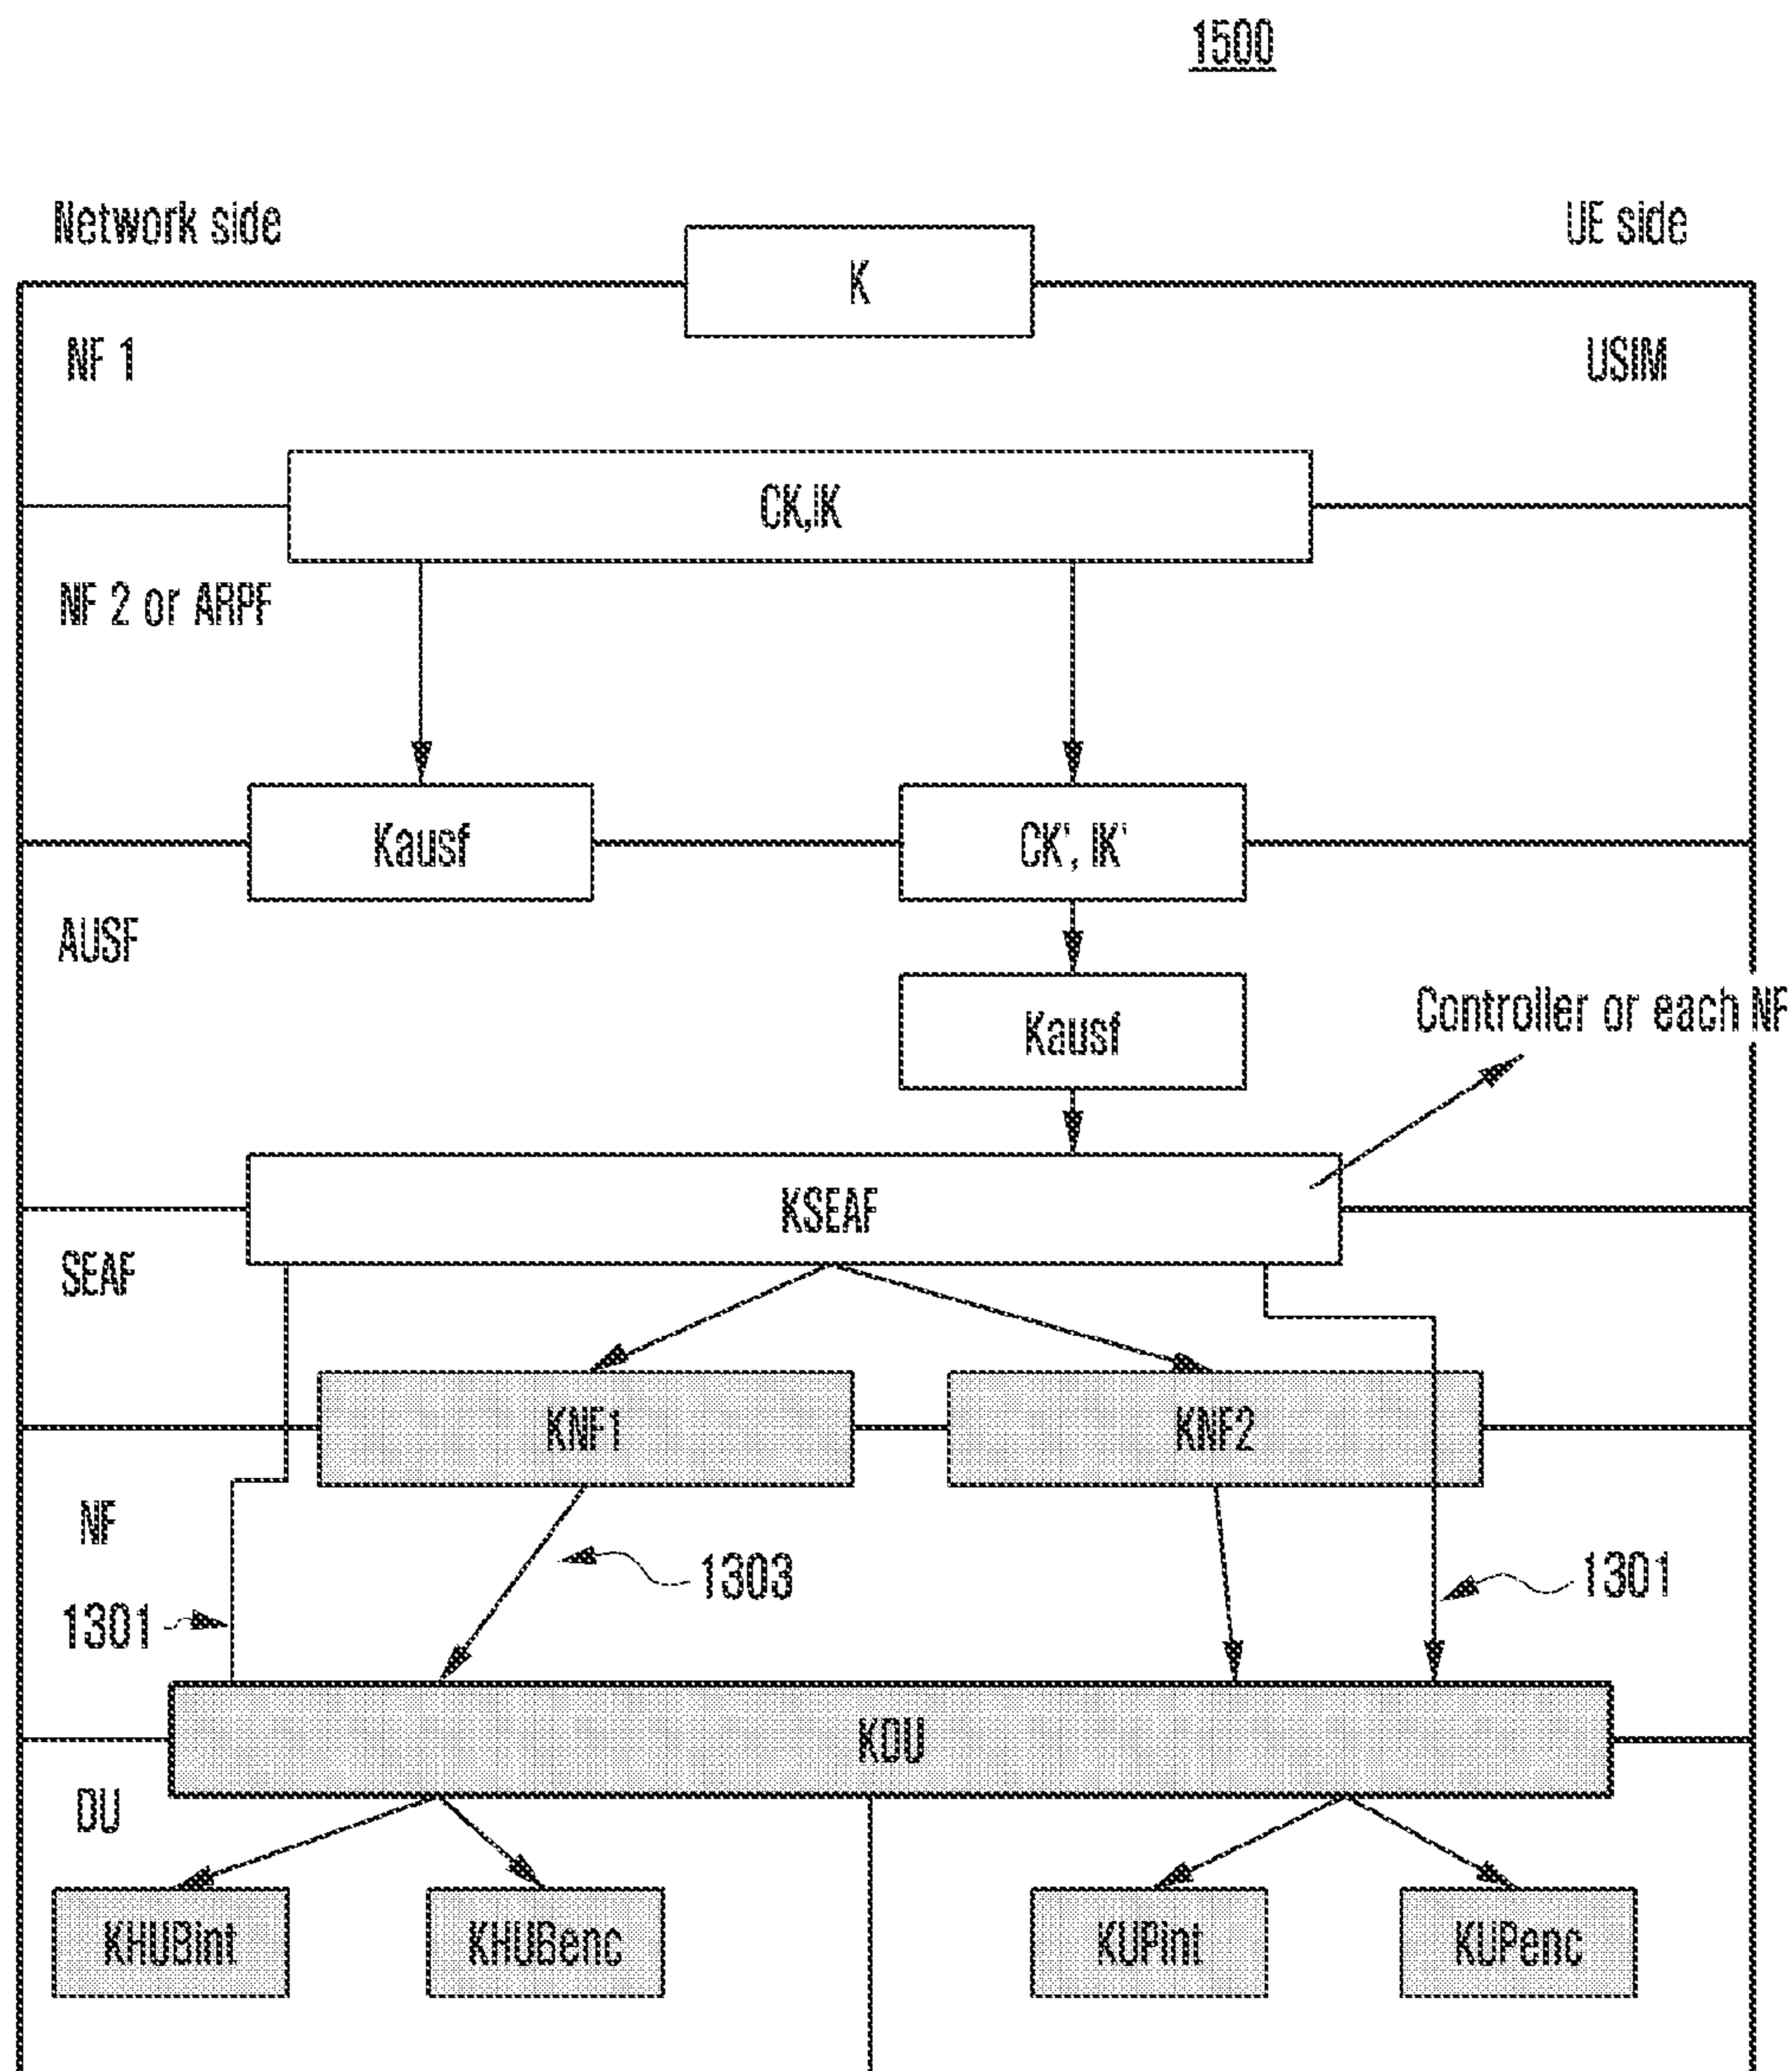 1500
Network side
UE side
K
NF 1
USIM
CK,IK
NF 2 or ARPF
Kausf
CK', IK'
AUSF
Kausf
Controller or each NF
KSEAF
SEAF
KNF1
KNF2
NF
1303
1301
1301
KDU
DU
KHUBint
KHUBenc
KUPint
KUPenc